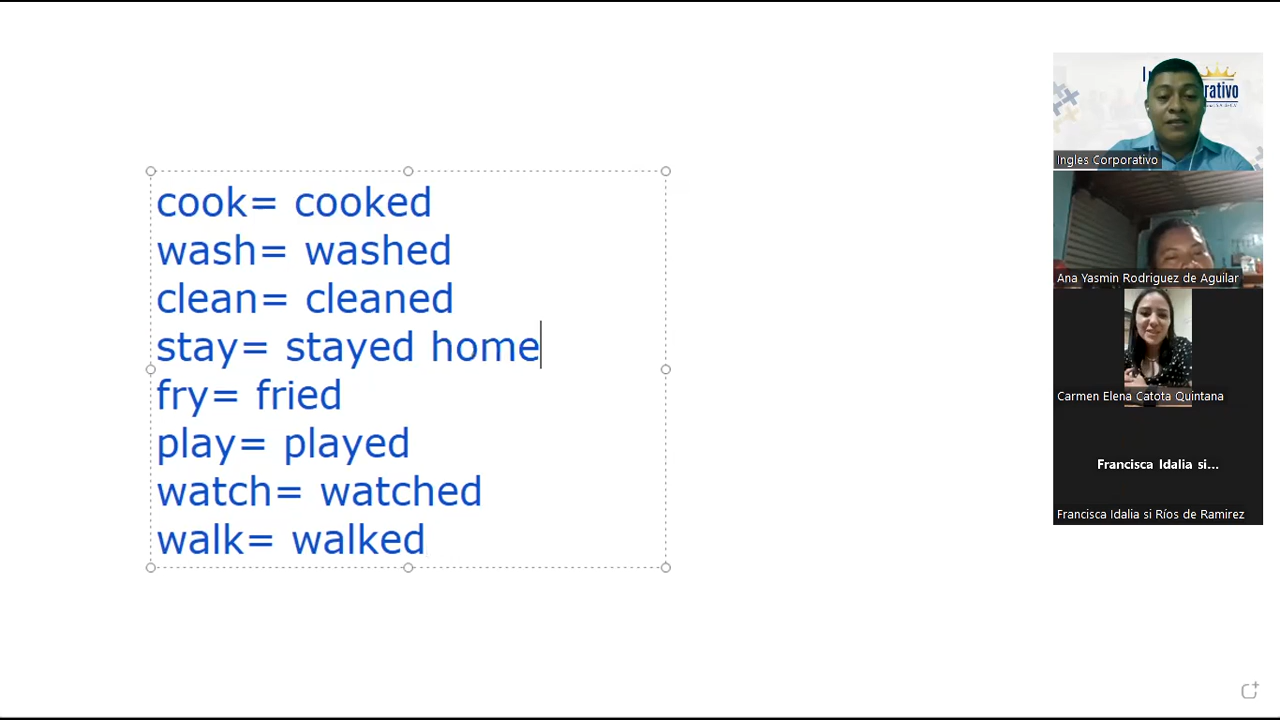 cook= cooked
wash= washed
clean= cleaned
stay= stayed home
fry= fried
play= played
watch= watched
walk= walked
rativo
Ingles Corporativo
Ana Yasmin Rodriguez de Aguilar
Carmen Elena Catota Quintana
Francisca Idalia si...
Francisca Idalia si Ríos de Ramirez